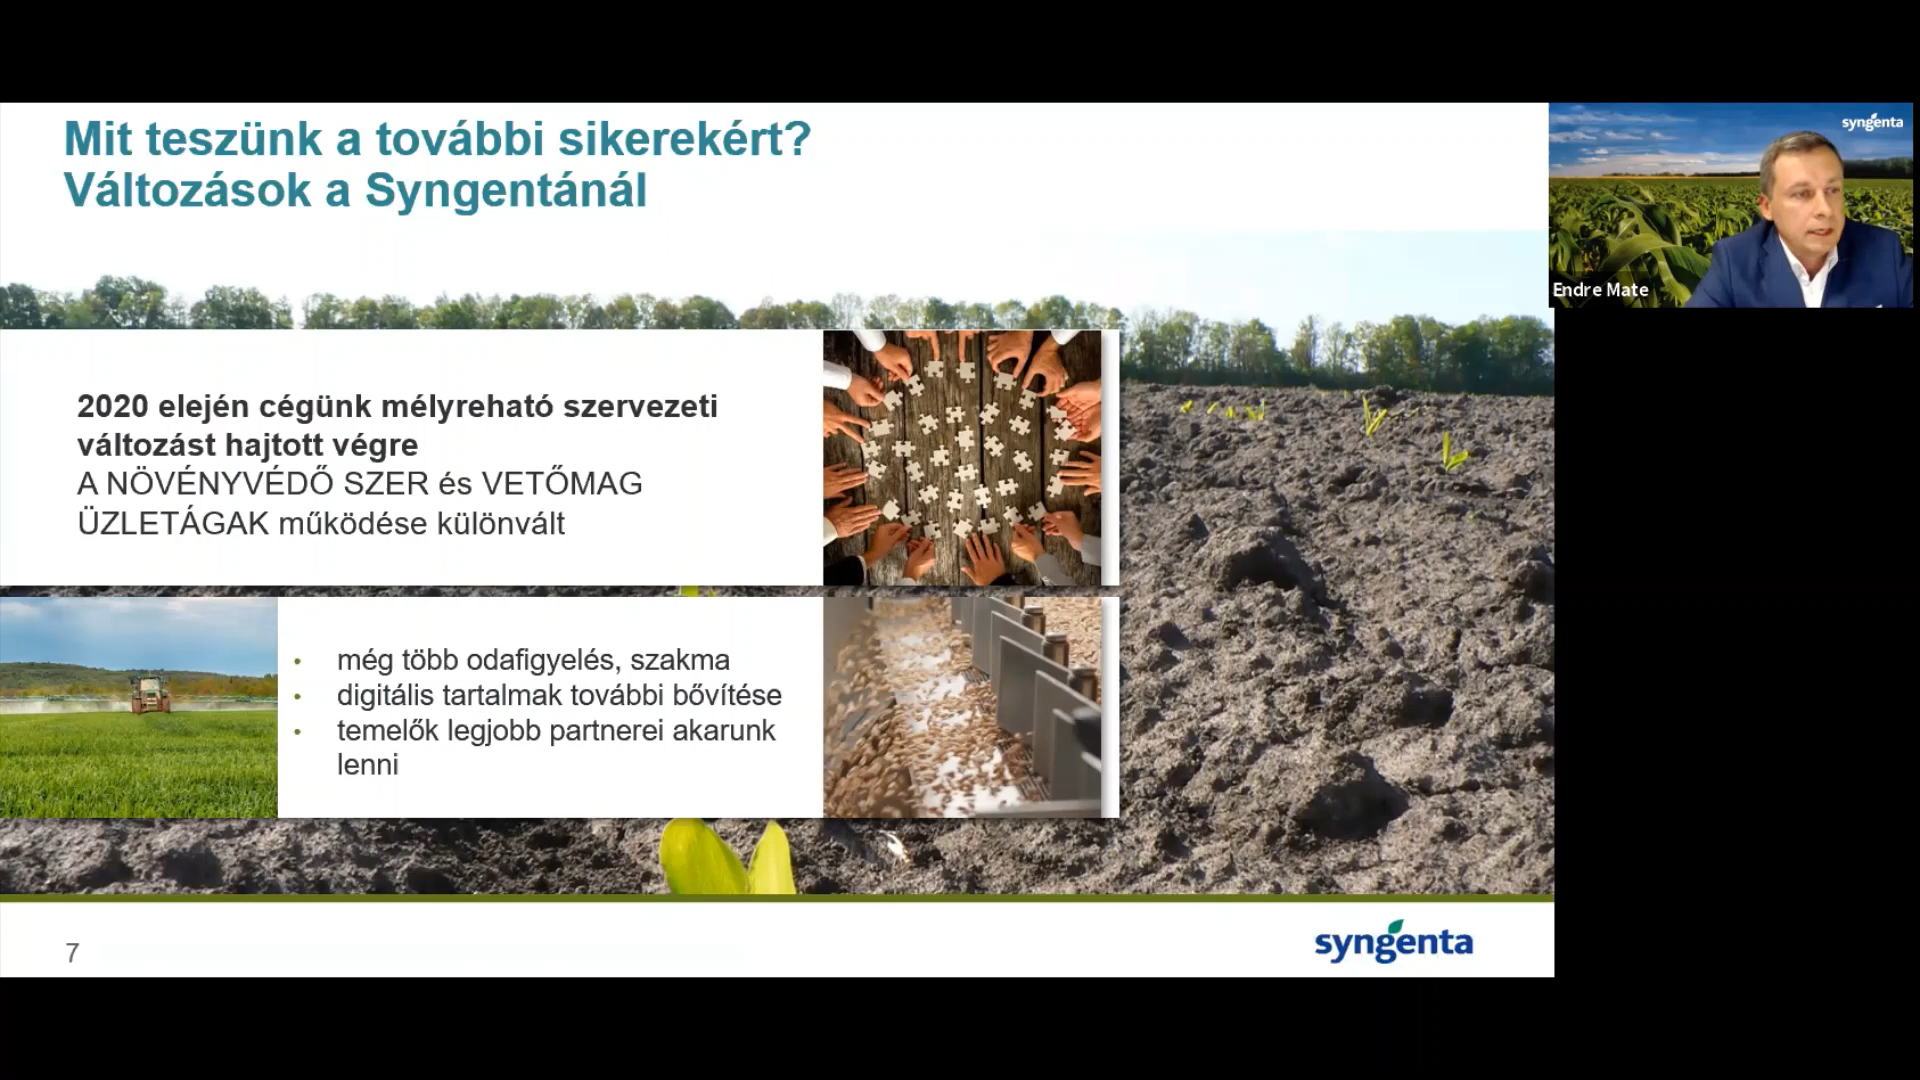 Mit teszünk a további sikerekért?
Változások a Syngentánál
syngenta
Endre Mate
2020 elején cégünk mélyreható szervezeti
változást hajtott végre
A NÖVÉNYVÉDŐ SZER és VETŐMAG
ÜZLETÁGAK működése különvált
• még több odafigyelés, szakma
• digitális tartalmak további bővítése
• temelők legjobb partnerei akarunk
lenni
7
syngenta